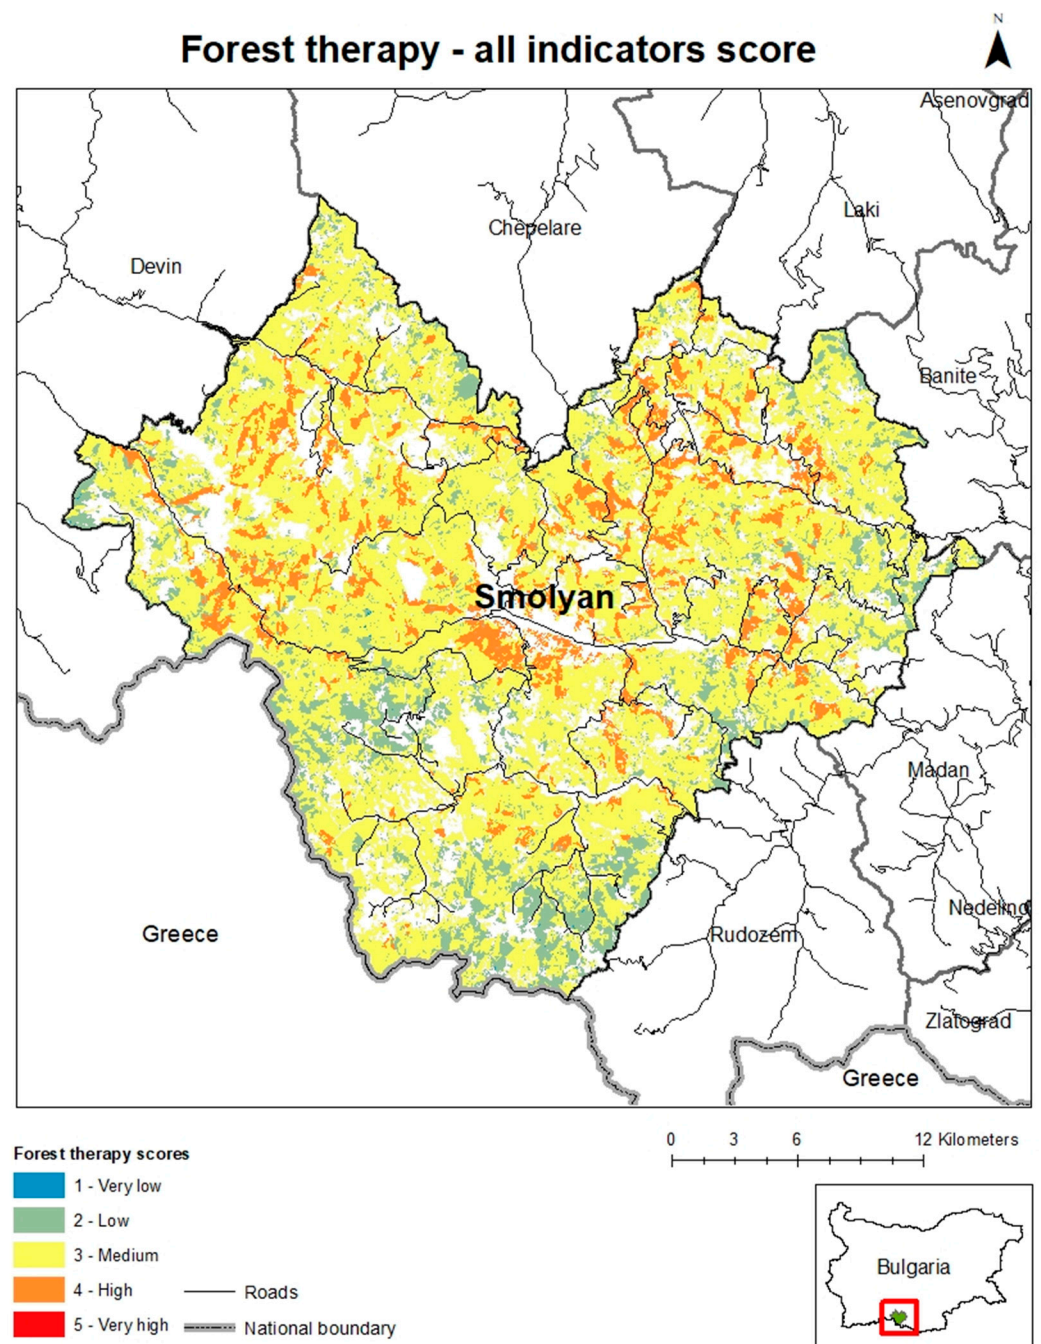 N
Forest therapy - all indicators score
Asenovgrad
Laki
Chepelare
Devin
Banite
Smolyan
Madan
Nedelino
Greece
Rudozem
Zlatograd
Greece
0 3 6 12 Kilometers
Forest therapy scores
1 - Very low
2 - Low
3 - Medium
4 - High
5 - Very high
Roads
National boundary
Bulgaria